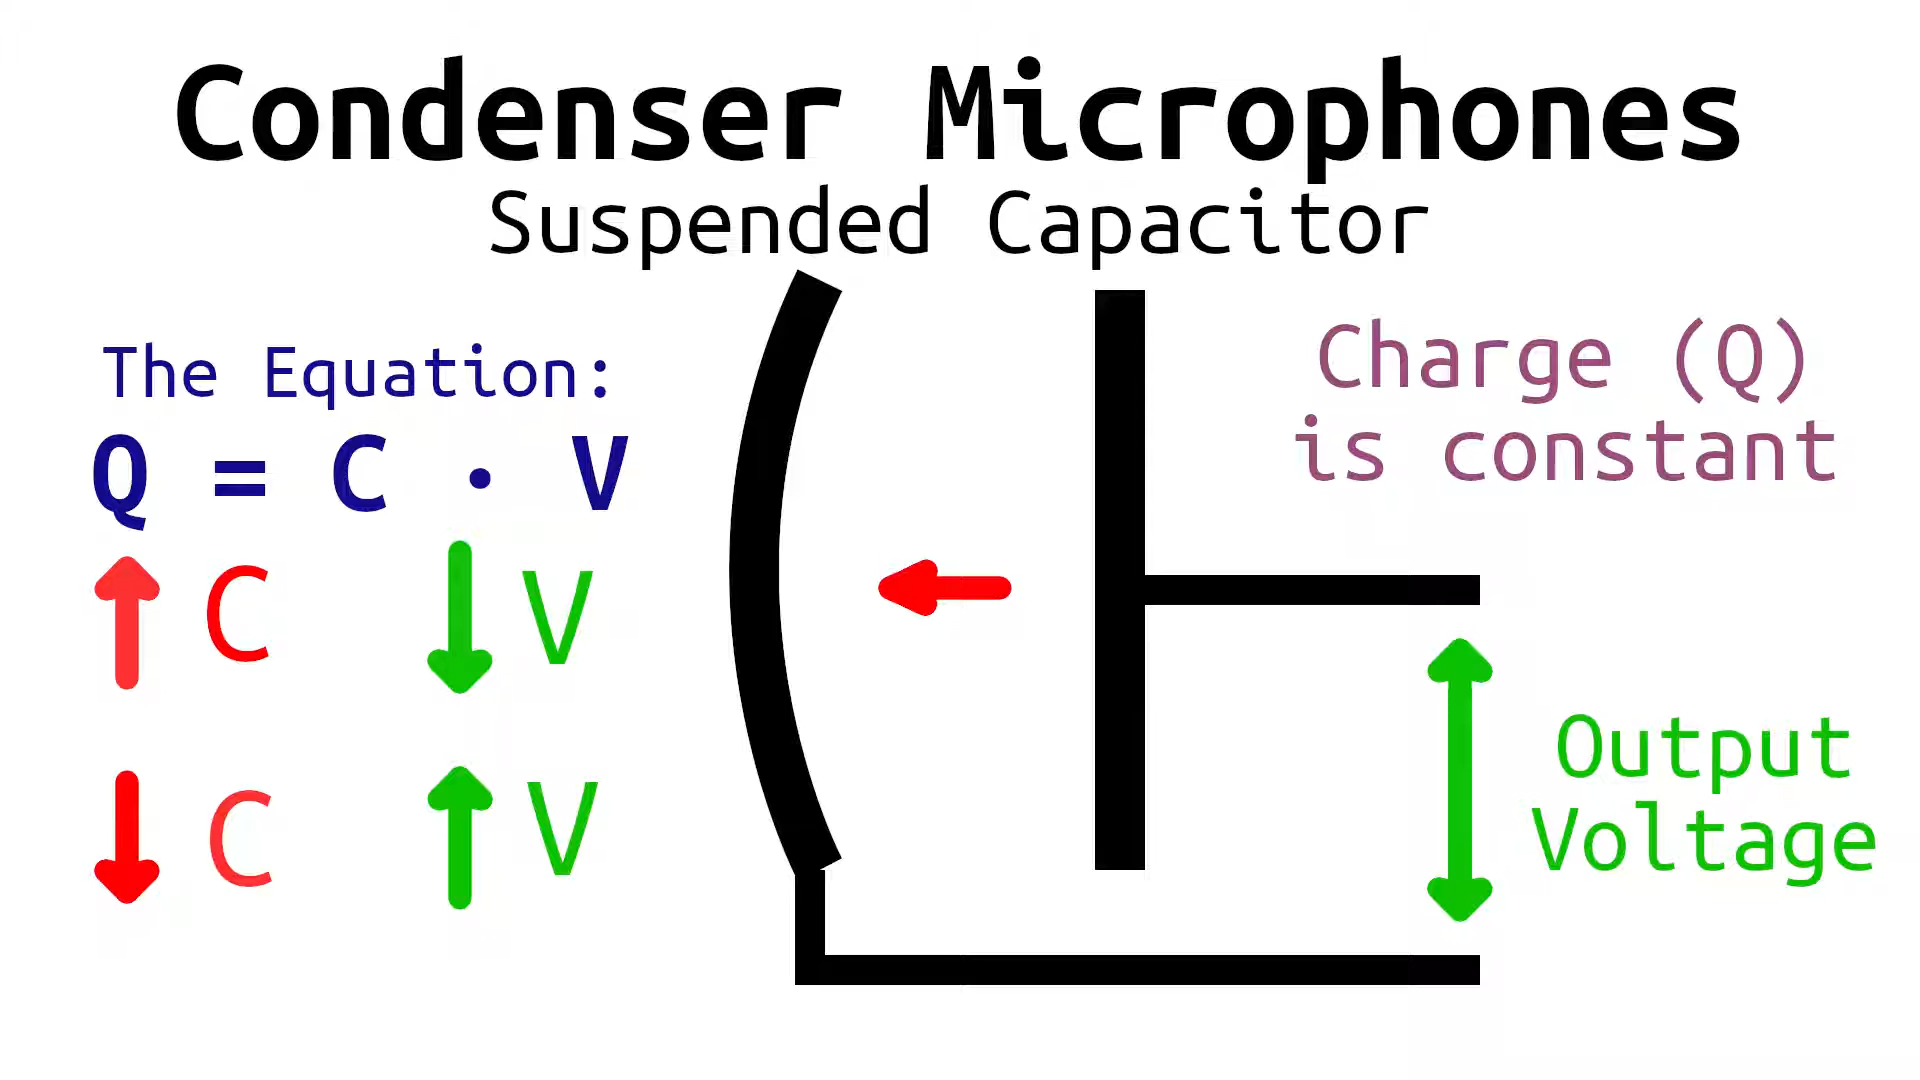 Condenser Microphones
Suspended Capacitor
The Equation:
Q = C · V
C V
C V
Charge (Q)
is constant
Output
Voltage